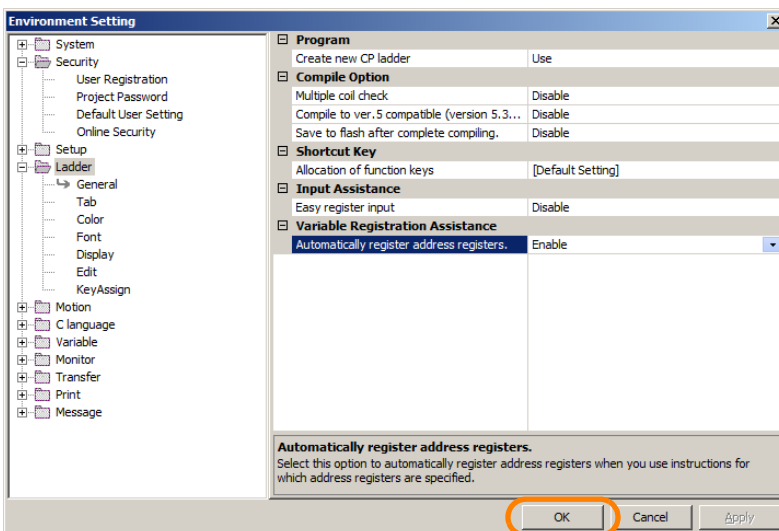 Environment Setting
System
Security
User Registration
Project Password
Default User Setting
Online Security
Setup
Ladder
General
Tab
Color
Font
Display
Edit
KeyAssign
Motion
C language
Variable
Monitor
Transfer
Print
Message
Program
Create new CP ladder Use
Compile Option
Multiple coil check Disable
Compile to ver.5 compatible (version 5.3... Disable
Save to flash after complete compiling. Disable
Shortcut Key
Allocation of function keys [Default Setting]
Input Assistance
Easy register input Disable
Variable Registration Assistance
Automatically register address registers. Enable
Automatically register address registers.
Select this option to automatically register address registers when you use instructions for
which address registers are specified.
OK Cancel Apply